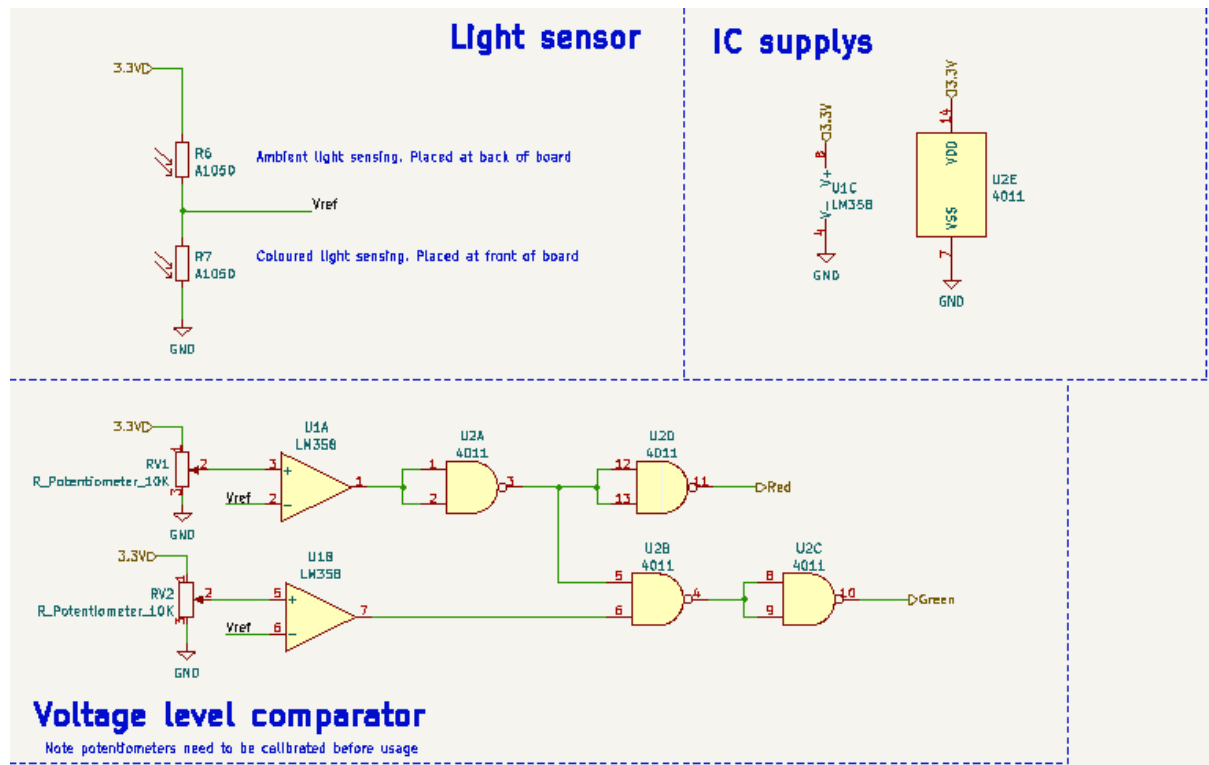 Light sensor
3.3V
R6
A1050
Ambient light sensing. Placed at back of board
Vref
R7
A1050
Coloured light sensing. Placed at front of board
GND
IC supplys
3.3V
8
V+
U1C
LM358
V-
4
GND
3.3V
14
VDD
U2E
4011
VSS
7
GND
3.3V
RV1
R_Potentiometer_10K
1
2
3
GND
Vref
U1A
LM358
3
+
2
-
1
U2A
4011
1
2
3
U2D
4011
12
13
11
Red
3.3V
RV2
R_Potentiometer_10K
1
2
3
GND
Vref
U1B
LM358
5
+
6
-
7
U2B
4011
5
6
4
U2C
4011
8
9
10
Green
Voltage level comparator
Note potentiometers need to be calibrated before usage